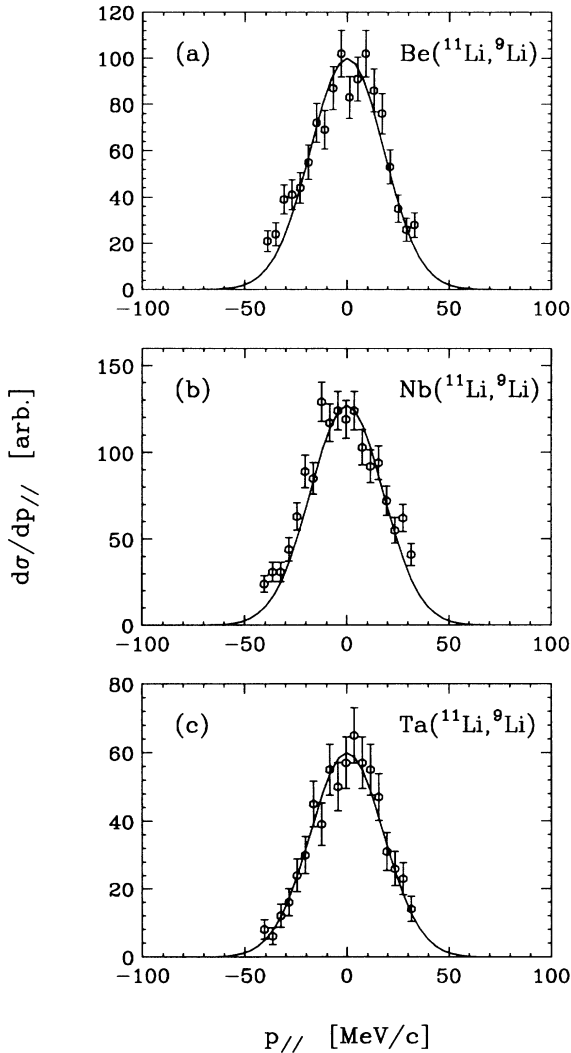 (a) Be(¹¹Li,⁹Li)
120
100
80
60
40
20
0
−100 −50 0 50 100
(b) Nb(¹¹Li,⁹Li)
150
100
50
0
−100 −50 0 50 100
dσ/dp// [arb.]
(c) Ta(¹¹Li,⁹Li)
80
60
40
20
0
−100 −50 0 50 100
p// [MeV/c]